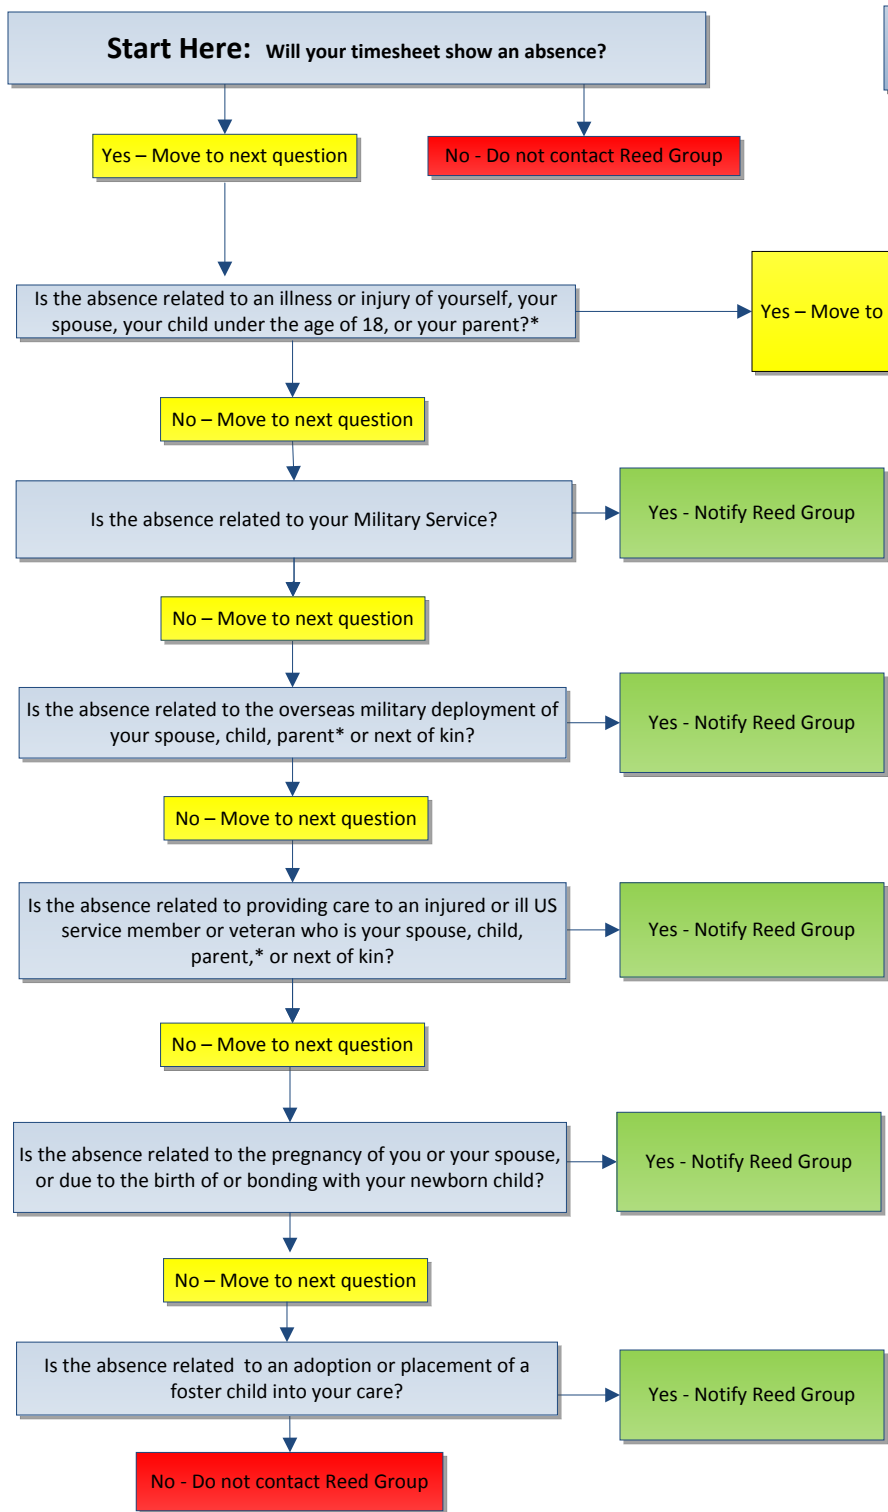 Start Here: Will your timesheet show an absence?
Yes – Move to next question
No - Do not contact Reed Group
Is the absence related to an illness or injury of yourself, your
spouse, your child under the age of 18, or your parent?*
Yes – Move to
No – Move to next question
Is the absence related to your Military Service?
Yes - Notify Reed Group
No – Move to next question
Is the absence related to the overseas military deployment of
your spouse, child, parent* or next of kin?
Yes - Notify Reed Group
No – Move to next question
Is the absence related to providing care to an injured or ill US
service member or veteran who is your spouse, child,
parent,* or next of kin?
Yes - Notify Reed Group
No – Move to next question
Is the absence related to the pregnancy of you or your spouse,
or due to the birth of or bonding with your newborn child?
Yes - Notify Reed Group
No – Move to next question
Is the absence related  to an adoption or placement of a
foster child into your care?
Yes - Notify Reed Group
No - Do not contact Reed Group